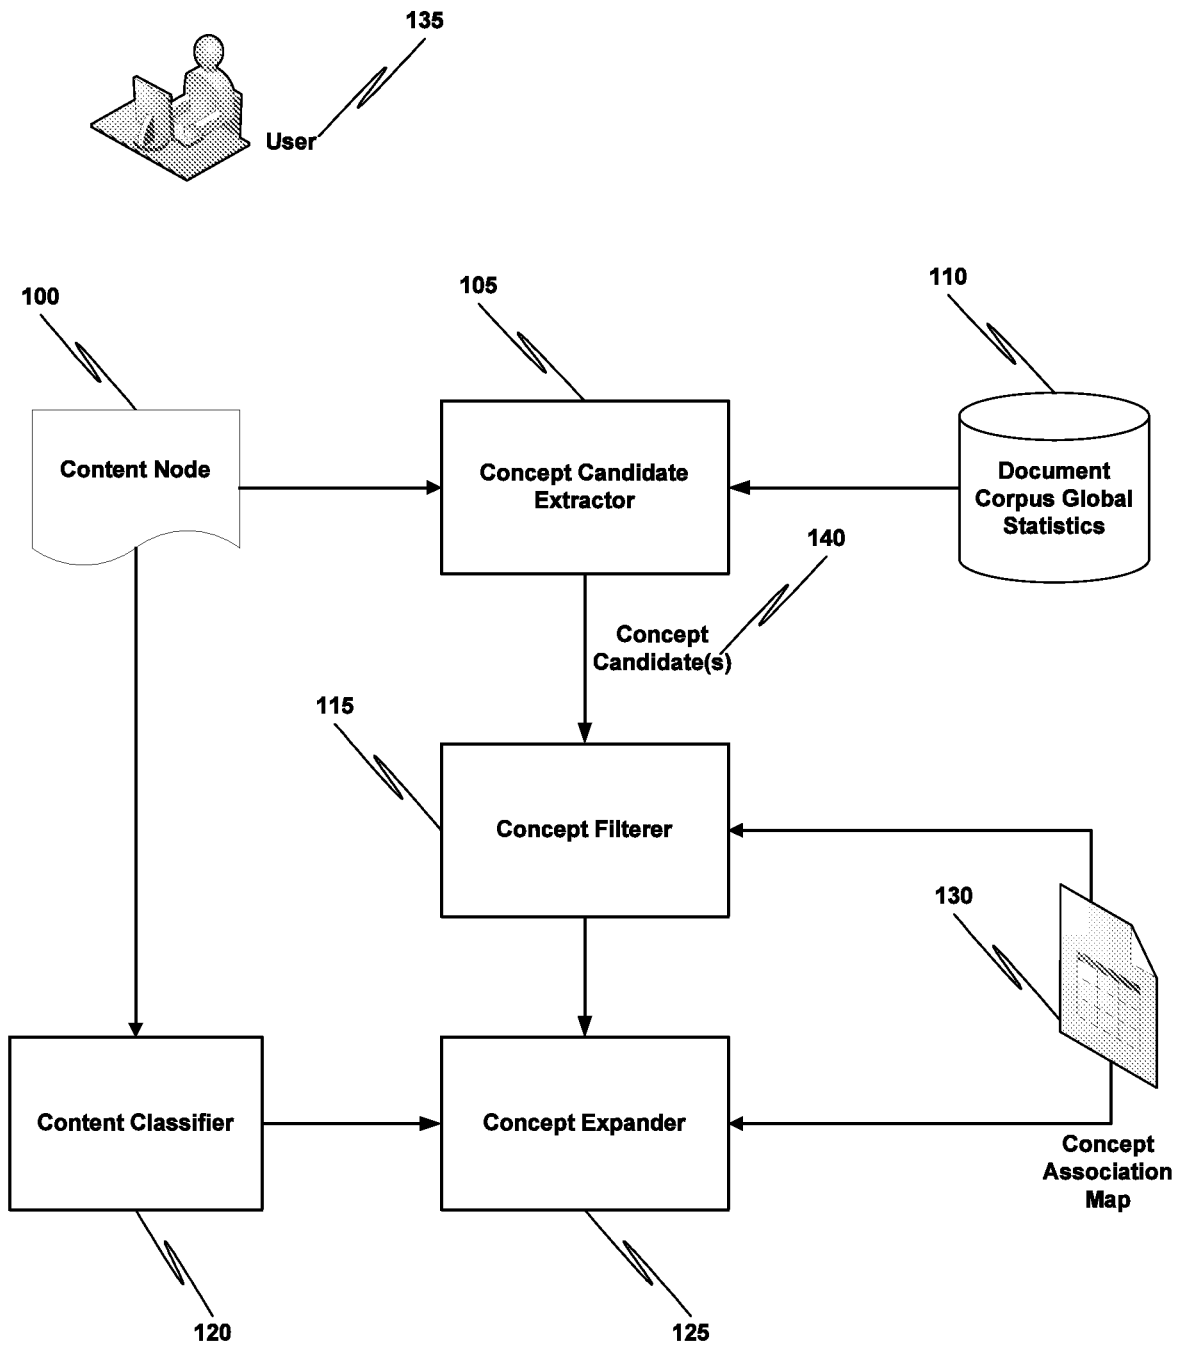 135
User
100
105
110
Content Node
Concept Candidate
Extractor
Document
Corpus Global
Statistics
140
Concept
Candidate(s)
115
Concept Filterer
130
Content Classifier
Concept Expander
Concept
Association
Map
120
125